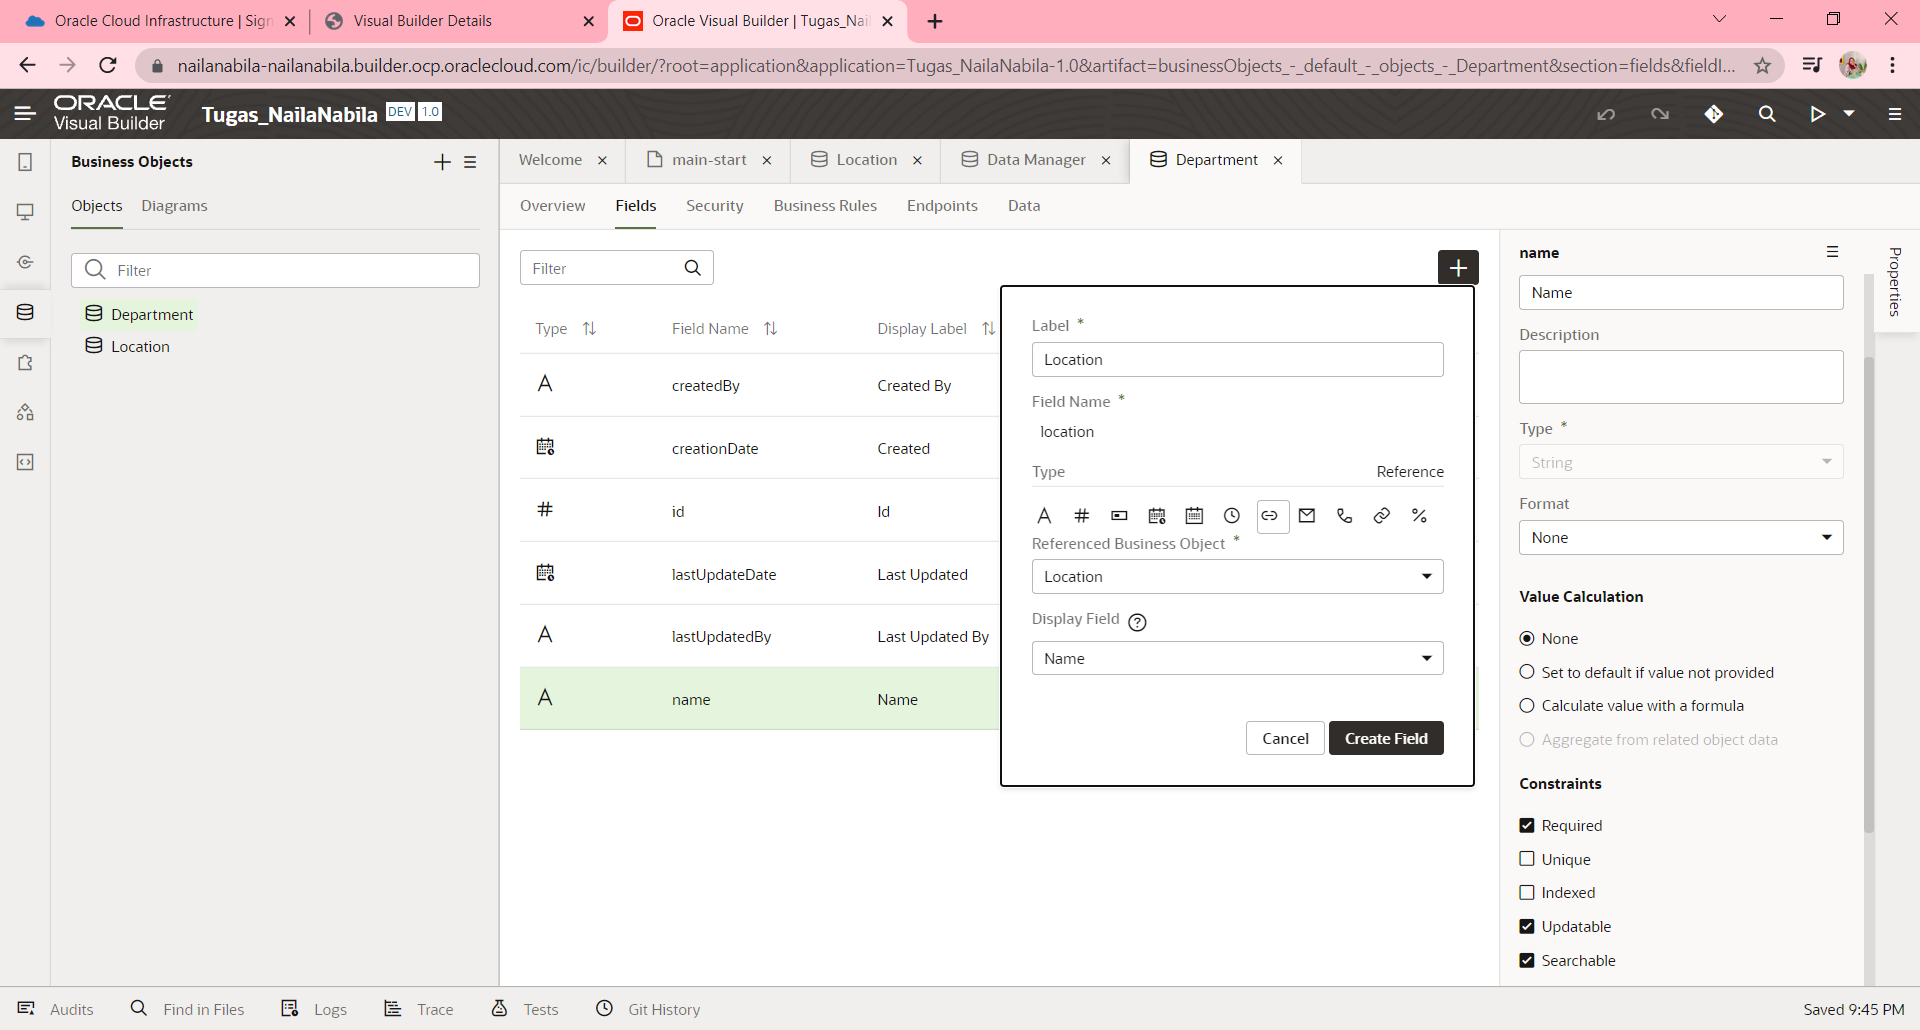 Oracle Cloud Infrastructure | Sign
Visual Builder Details
Oracle Visual Builder | Tugas_Nail
nailanabila-nailanabila.builder.ocp.oraclecloud.com/ic/builder/?root=application&application=Tugas_NailaNabila-1.0&artifact=businessObjects_-_default_-_objects_-_Department&section=fields&fieldI...
ORACLE
Visual Builder
Tugas_NailaNabila DEV 1.0
Business Objects
Objects Diagrams
Filter
Department
Location
Welcome
main-start
Location
Data Manager
Department
Overview Fields Security Business Rules Endpoints Data
Filter
Type Field Name Display Label
createdBy Created By
creationDate Created
id Id
lastUpdateDate Last Updated
lastUpdatedBy Last Updated By
name Name
Label *
Location
Field Name *
location
Type Reference
Referenced Business Object *
Location
Display Field ?
Name
Cancel Create Field
name
Name
Description
Type *
String
Format
None
Value Calculation
None
Set to default if value not provided
Calculate value with a formula
Aggregate from related object data
Constraints
Required
Unique
Indexed
Updatable
Searchable
Properties
Audits Find in Files Logs Trace Tests Git History Saved 9:45 PM